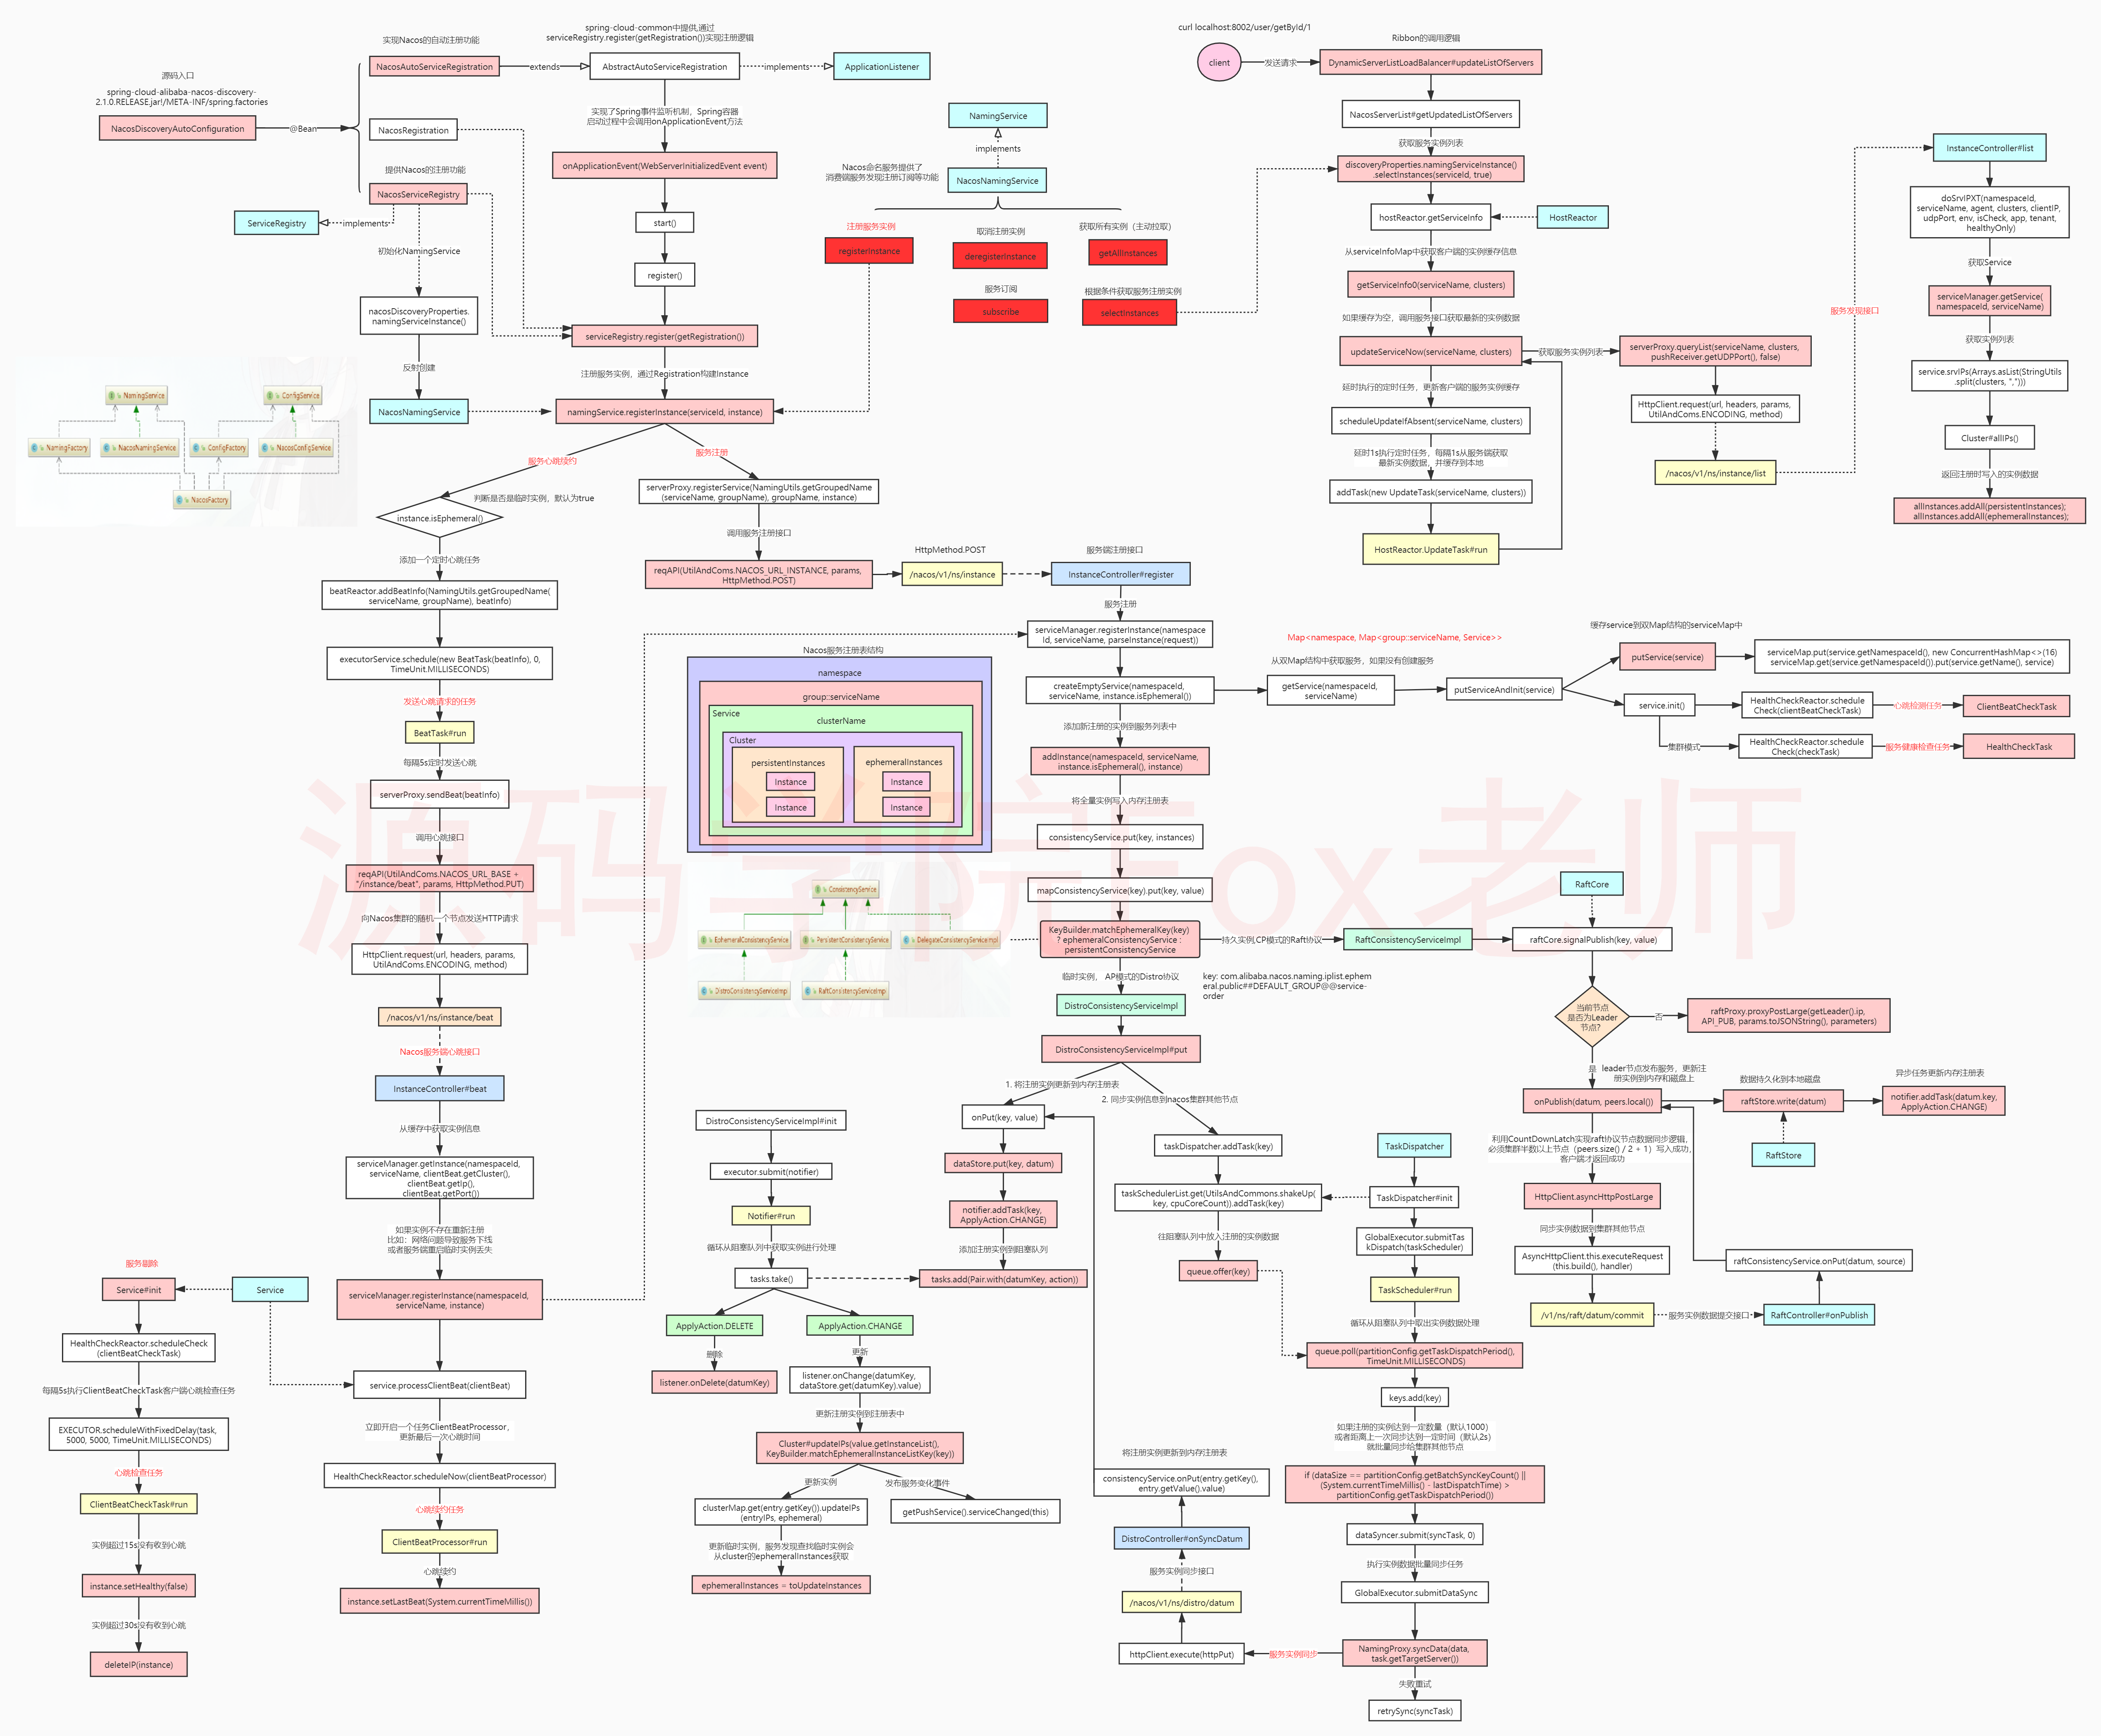 源码入口
spring-cloud-alibaba-nacos-discovery-
2.1.0.RELEASE.jar!/META-INF/spring.factories
NacosDiscoveryAutoConfiguration
@Bean
实现Nacos的自动注册功能
NacosAutoServiceRegistration
extends
NacosRegistration
提供Nacos的注册功能
NacosServiceRegistry
ServiceRegistry
implements
初始化NamingService
nacosDiscoveryProperties.
namingServiceInstance()
反射创建
NacosNamingService
spring-cloud-common中提供,通过
serviceRegistry.register(getRegistration())实现注册逻辑
AbstractAutoServiceRegistration
implements
ApplicationListener
实现了Spring事件监听机制，Spring容器
启动过程中会调用onApplicationEvent方法
onApplicationEvent(WebServerInitializedEvent event)
start()
register()
serviceRegistry.register(getRegistration())
注册服务实例，通过Registration构建Instance
namingService.registerInstance(serviceId, instance)
NamingService
implements
Nacos命名服务提供了
消费端服务发现注册订阅等功能
NacosNamingService
注册服务实例
registerInstance
取消注册实例
deregisterInstance
获取所有实例（主动拉取）
getAllInstances
服务订阅
subscribe
根据条件获取服务注册实例
selectInstances
curl localhost:8002/user/getById/1
client
发送请求
Ribbon的调用逻辑
DynamicServerListLoadBalancer#updateListOfServers
NacosServerList#getUpdatedListOfServers
获取服务实例列表
discoveryProperties.namingServiceInstance()
.selectInstances(serviceId, true)
hostReactor.getServiceInfo
HostReactor
从serviceInfoMap中获取客户端的实例缓存信息
getServiceInfo0(serviceName, clusters)
如果缓存为空，调用服务接口获取最新的实例数据
updateServiceNow(serviceName, clusters)
获取服务实例列表
serverProxy.queryList(serviceName, clusters,
pushReceiver.getUDPPort(), false)
延时执行的定时任务，更新客户端的服务实例缓存
scheduleUpdateIfAbsent(serviceName, clusters)
延时1s执行定时任务，每隔1s从服务端获取
最新实例数据，并缓存到本地
addTask(new UpdateTask(serviceName, clusters))
HostReactor.UpdateTask#run
HttpClient.request(url, headers, params,
UtilAndComs.ENCODING, method)
/nacos/v1/ns/instance/list
服务发现接口
InstanceController#list
doSrvIPXT(namespaceId,
serviceName, agent, clusters, clientIP,
udpPort, env, isCheck, app, tenant,
healthyOnly)
获取Service
serviceManager.getService(
namespaceId, serviceName)
获取实例列表
service.srvIPs(Arrays.asList(StringUtils
.split(clusters, ",")))
Cluster#allIPs()
返回注册时写入的实例数据
allInstances.addAll(persistentInstances);
allInstances.addAll(ephemeralInstances);
NamingService
ConfigService
NamingFactory
NacosNamingService
ConfigFactory
NacosConfigService
NacosFactory
服务心跳续约
服务注册
判断是否是临时实例，默认为true
instance.isEphemeral()
添加一个定时心跳任务
beatReactor.addBeatInfo(NamingUtils.getGroupedName(
serviceName, groupName), beatInfo)
executorService.schedule(new BeatTask(beatInfo), 0,
TimeUnit.MILLISECONDS)
发送心跳请求的任务
BeatTask#run
每隔5s定时发送心跳
serverProxy.sendBeat(beatInfo)
调用心跳接口
reqAPI(UtilAndComs.NACOS_URL_BASE +
"/instance/beat", params, HttpMethod.PUT)
向Nacos集群的随机一个节点发送HTTP请求
HttpClient.request(url, headers, params,
UtilAndComs.ENCODING, method)
/nacos/v1/ns/instance/beat
Nacos服务端心跳接口
InstanceController#beat
从缓存中获取实例信息
serviceManager.getInstance(namespaceId,
serviceName, clientBeat.getCluster(),
clientBeat.getIp(),
clientBeat.getPort())
如果实例不存在重新注册
比如：网络问题导致服务下线
或者服务端重启临时实例丢失
serviceManager.registerInstance(namespaceId,
serviceName, instance)
service.processClientBeat(clientBeat)
立即开启一个任务ClientBeatProcessor，
更新最后一次心跳时间
HealthCheckReactor.scheduleNow(clientBeatProcessor)
心跳续约任务
ClientBeatProcessor#run
心跳续约
instance.setLastBeat(System.currentTimeMillis())
服务剔除
Service#init
Service
HealthCheckReactor.scheduleCheck
(clientBeatCheckTask)
每隔5s执行ClientBeatCheckTask客户端心跳检查任务
EXECUTOR.scheduleWithFixedDelay(task,
5000, 5000, TimeUnit.MILLISECONDS)
心跳检查任务
ClientBeatCheckTask#run
实例超过15s没有收到心跳
instance.setHealthy(false)
实例超过30s没有收到心跳
deleteIP(instance)
serverProxy.registerService(NamingUtils.getGroupedName
(serviceName, groupName), groupName, instance)
调用服务注册接口
reqAPI(UtilAndComs.NACOS_URL_INSTANCE, params,
HttpMethod.POST)
HttpMethod.POST
/nacos/v1/ns/instance
服务端注册接口
InstanceController#register
服务注册
serviceManager.registerInstance(namespace
Id, serviceName, parseInstance(request))
createEmptyService(namespaceId,
serviceName, instance.isEphemeral())
Map<namespace, Map<group::serviceName, Service>>
从双Map结构中获取服务，如果没有创建服务
getService(namespaceId,
serviceName)
putServiceAndInit(service)
缓存service到双Map结构的serviceMap中
putService(service)
serviceMap.put(service.getNamespaceId(), new ConcurrentHashMap<>(16)
serviceMap.get(service.getNamespaceId()).put(service.getName(), service)
service.init()
HealthCheckReactor.schedule
Check(clientBeatCheckTask)
心跳检测任务
ClientBeatCheckTask
集群模式
HealthCheckReactor.schedule
Check(checkTask)
服务健康检查任务
HealthCheckTask
Nacos服务注册表结构
namespace
group::serviceName
Service
clusterName
Cluster
persistentInstances
ephemeralInstances
Instance
Instance
Instance
Instance
添加新注册的实例到服务列表中
addInstance(namespaceId, serviceName,
instance.isEphemeral(), instance)
将全量实例写入内存注册表
consistencyService.put(key, instances)
mapConsistencyService(key).put(key, value)
KeyBuilder.matchEphemeralKey(key)
? ephemeralConsistencyService :
persistentConsistencyService
持久实例,CP模式的Raft协议
RaftConsistencyServiceImpl
ConsistencyService
EphemeralConsistencyService
PersistentConsistencyService
DelegateConsistencyServiceImpl
DistroConsistencyServiceImpl
RaftConsistencyServiceImpl
临时实例， AP模式的Distro协议
key: com.alibaba.nacos.naming.iplist.ephem
eral.public##DEFAULT_GROUP@@service-
order
DistroConsistencyServiceImpl
DistroConsistencyServiceImpl#put
1. 将注册实例更新到内存注册表
2. 同步实例信息到nacos集群其他节点
onPut(key, value)
dataStore.put(key, datum)
notifier.addTask(key,
ApplyAction.CHANGE)
添加注册实例到阻塞队列
tasks.add(Pair.with(datumKey, action))
DistroConsistencyServiceImpl#init
executor.submit(notifier)
Notifier#run
循环从阻塞队列中获取实例进行处理
tasks.take()
ApplyAction.DELETE
ApplyAction.CHANGE
删除
更新
listener.onDelete(datumKey)
listener.onChange(datumKey,
dataStore.get(datumKey).value)
更新注册实例到注册表中
Cluster#updateIPs(value.getInstanceList(),
KeyBuilder.matchEphemeralInstanceListKey(key))
更新实例
发布服务变化事件
clusterMap.get(entry.getKey()).updateIPs
(entryIPs, ephemeral)
getPushService().serviceChanged(this)
更新临时实例，服务发现查找临时实例会
从cluster的ephemeralInstances获取
ephemeralInstances = toUpdateInstances
taskDispatcher.addTask(key)
taskSchedulerList.get(UtilsAndCommons.shakeUp(
key, cpuCoreCount)).addTask(key)
往阻塞队列中放入注册的实例数据
queue.offer(key)
TaskDispatcher
TaskDispatcher#init
GlobalExecutor.submitTas
kDispatch(taskScheduler)
TaskScheduler#run
循环从阻塞队列中取出实例数据处理
queue.poll(partitionConfig.getTaskDispatchPeriod(),
TimeUnit.MILLISECONDS)
keys.add(key)
如果注册的实例达到一定数量（默认1000）
或者距离上一次同步达到一定时间（默认2s）
就批量同步给集群其他节点
if (dataSize == partitionConfig.getBatchSyncKeyCount() ||
(System.currentTimeMillis() - lastDispatchTime) >
partitionConfig.getTaskDispatchPeriod())
dataSyncer.submit(syncTask, 0)
执行实例数据批量同步任务
GlobalExecutor.submitDataSync
NamingProxy.syncData(data,
task.getTargetServer())
失败重试
retrySync(syncTask)
服务实例同步
httpClient.execute(httpPut)
/nacos/v1/ns/distro/datum
服务实例同步接口
DistroController#onSyncDatum
将注册实例更新到内存注册表
consistencyService.onPut(entry.getKey(),
entry.getValue().value)
RaftCore
raftCore.signalPublish(key, value)
当前节点
是否为Leader
节点?
否
raftProxy.proxyPostLarge(getLeader().ip,
API_PUB, params.toJSONString(), parameters)
是
leader节点发布服务，更新注
册实例到内存和磁盘上
onPublish(datum, peers.local())
数据持久化到本地磁盘
raftStore.write(datum)
RaftStore
异步任务更新内存注册表
notifier.addTask(datum.key,
ApplyAction.CHANGE)
利用CountDownLatch实现raft协议节点数据同步逻辑，
必须集群半数以上节点（peers.size() / 2 + 1）写入成功，
客户端才返回成功
HttpClient.asyncHttpPostLarge
同步实例数据到集群其他节点
AsyncHttpClient.this.executeRequest
(this.build(), handler)
/v1/ns/raft/datum/commit
服务实例数据提交接口
RaftController#onPublish
raftConsistencyService.onPut(datum, source)
源码学院Fox老师